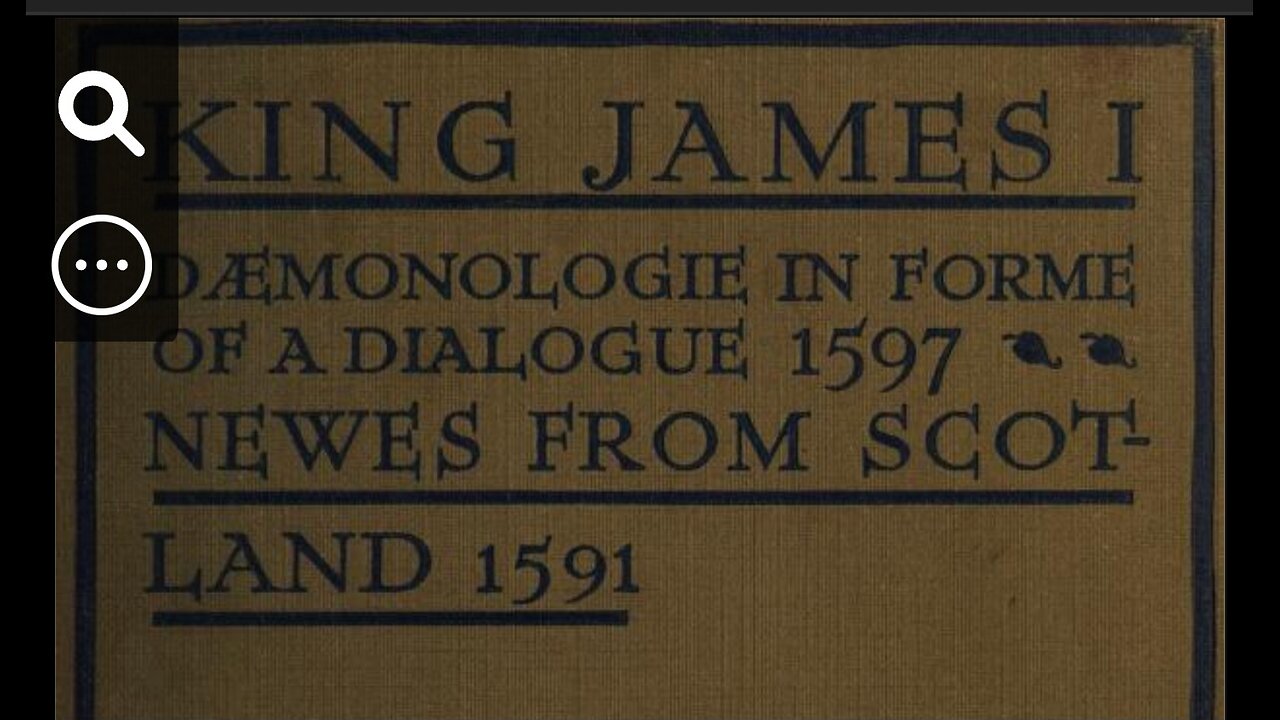 KING JAMES I
DÆMONOLOGIE IN FORME
OF A DIALOGUE 1597
NEWES FROM SCOT-
LAND 1591